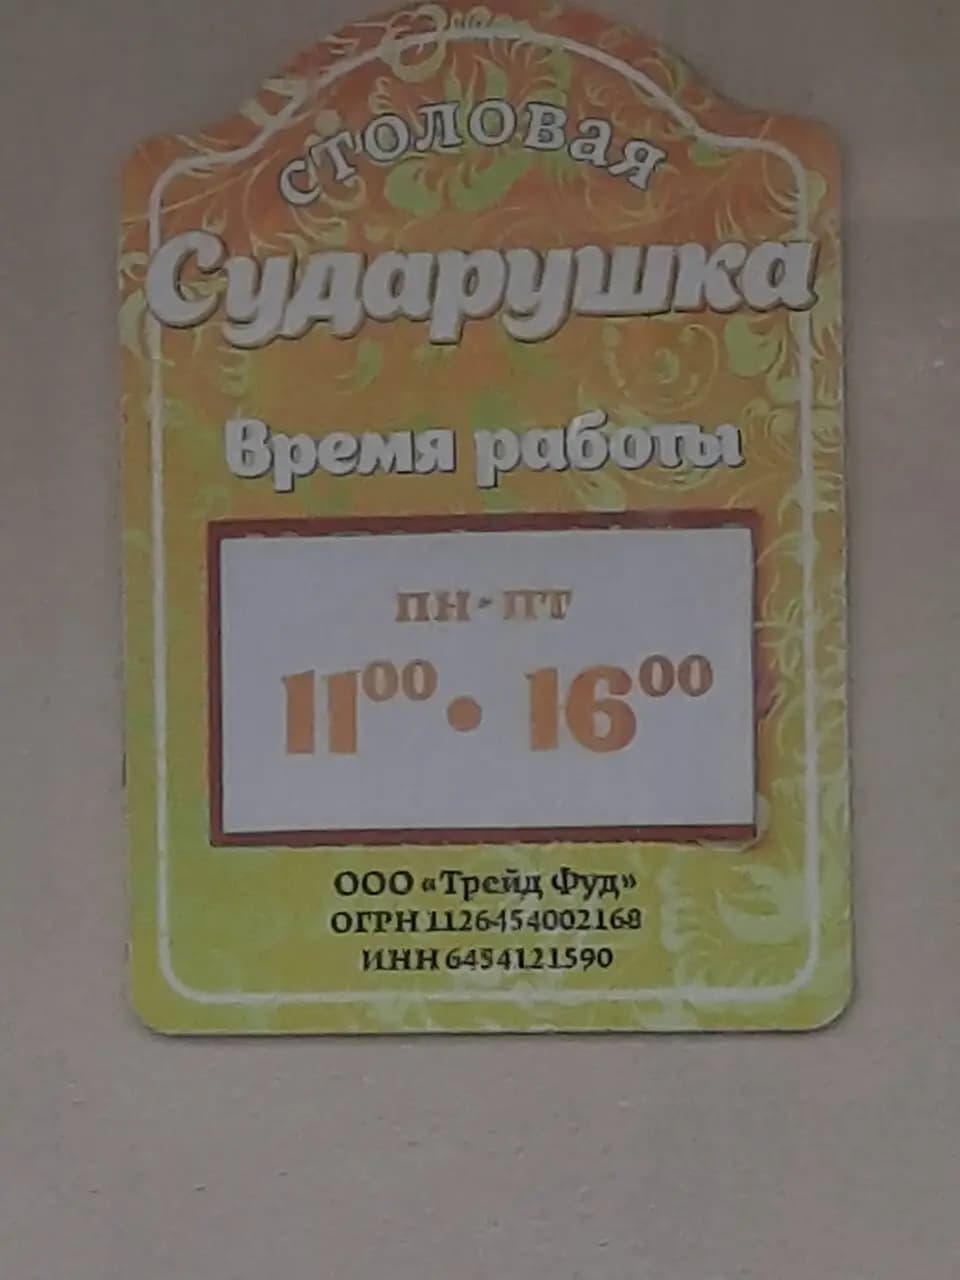 столовая
Сударушка
Время работы
пн-пт
11⁰⁰ • 16⁰⁰
ООО «Трейд Фуд»
ОГРН 1126454002168
ИНН 6454121590